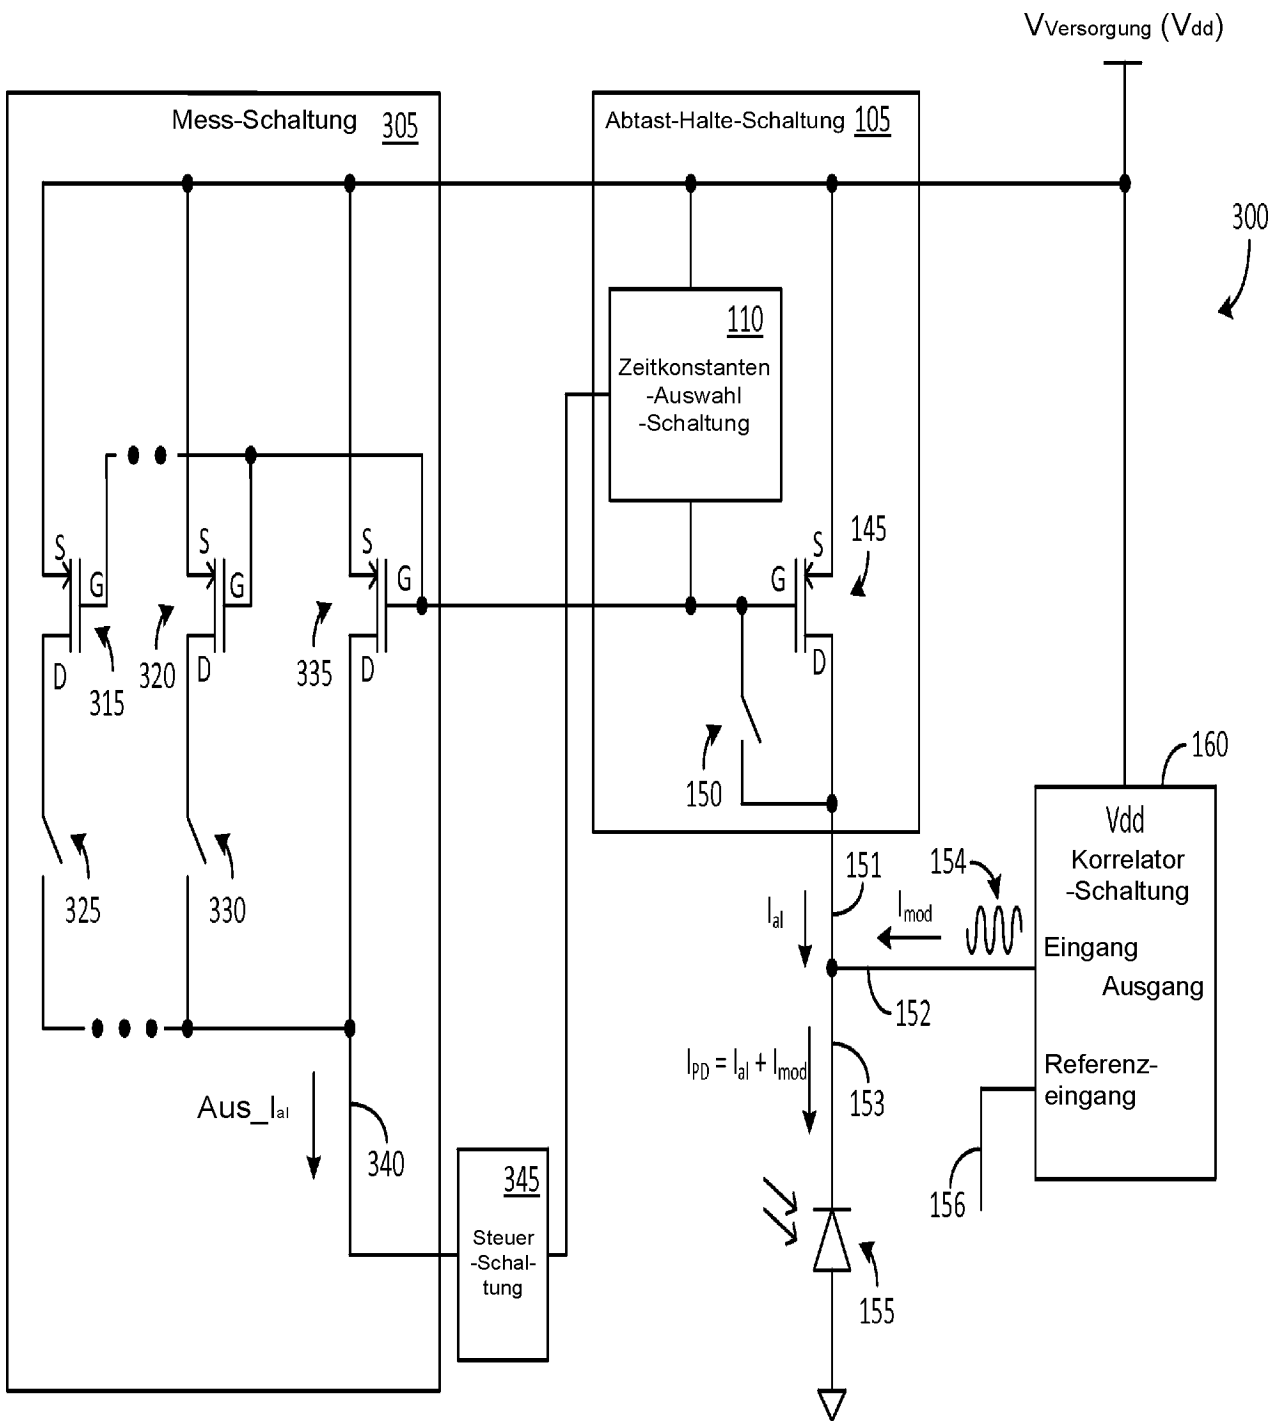 VVersorgung (Vdd)
Mess-Schaltung 305
Abtast-Halte-Schaltung 105
300
110
Zeitkonstanten
-Auswahl
-Schaltung
145
S
S
S
S
G
G
G
G
D
D
D
D
315
320
335
150
160
325
330
Vdd
Korrelator
-Schaltung
Eingang
Ausgang
Referenz-
eingang
151
154
Ial
Imod
152
IPD = Ial + Imod
153
Aus_Ial
340
345
Steuer
-Schal-
tung
156
155